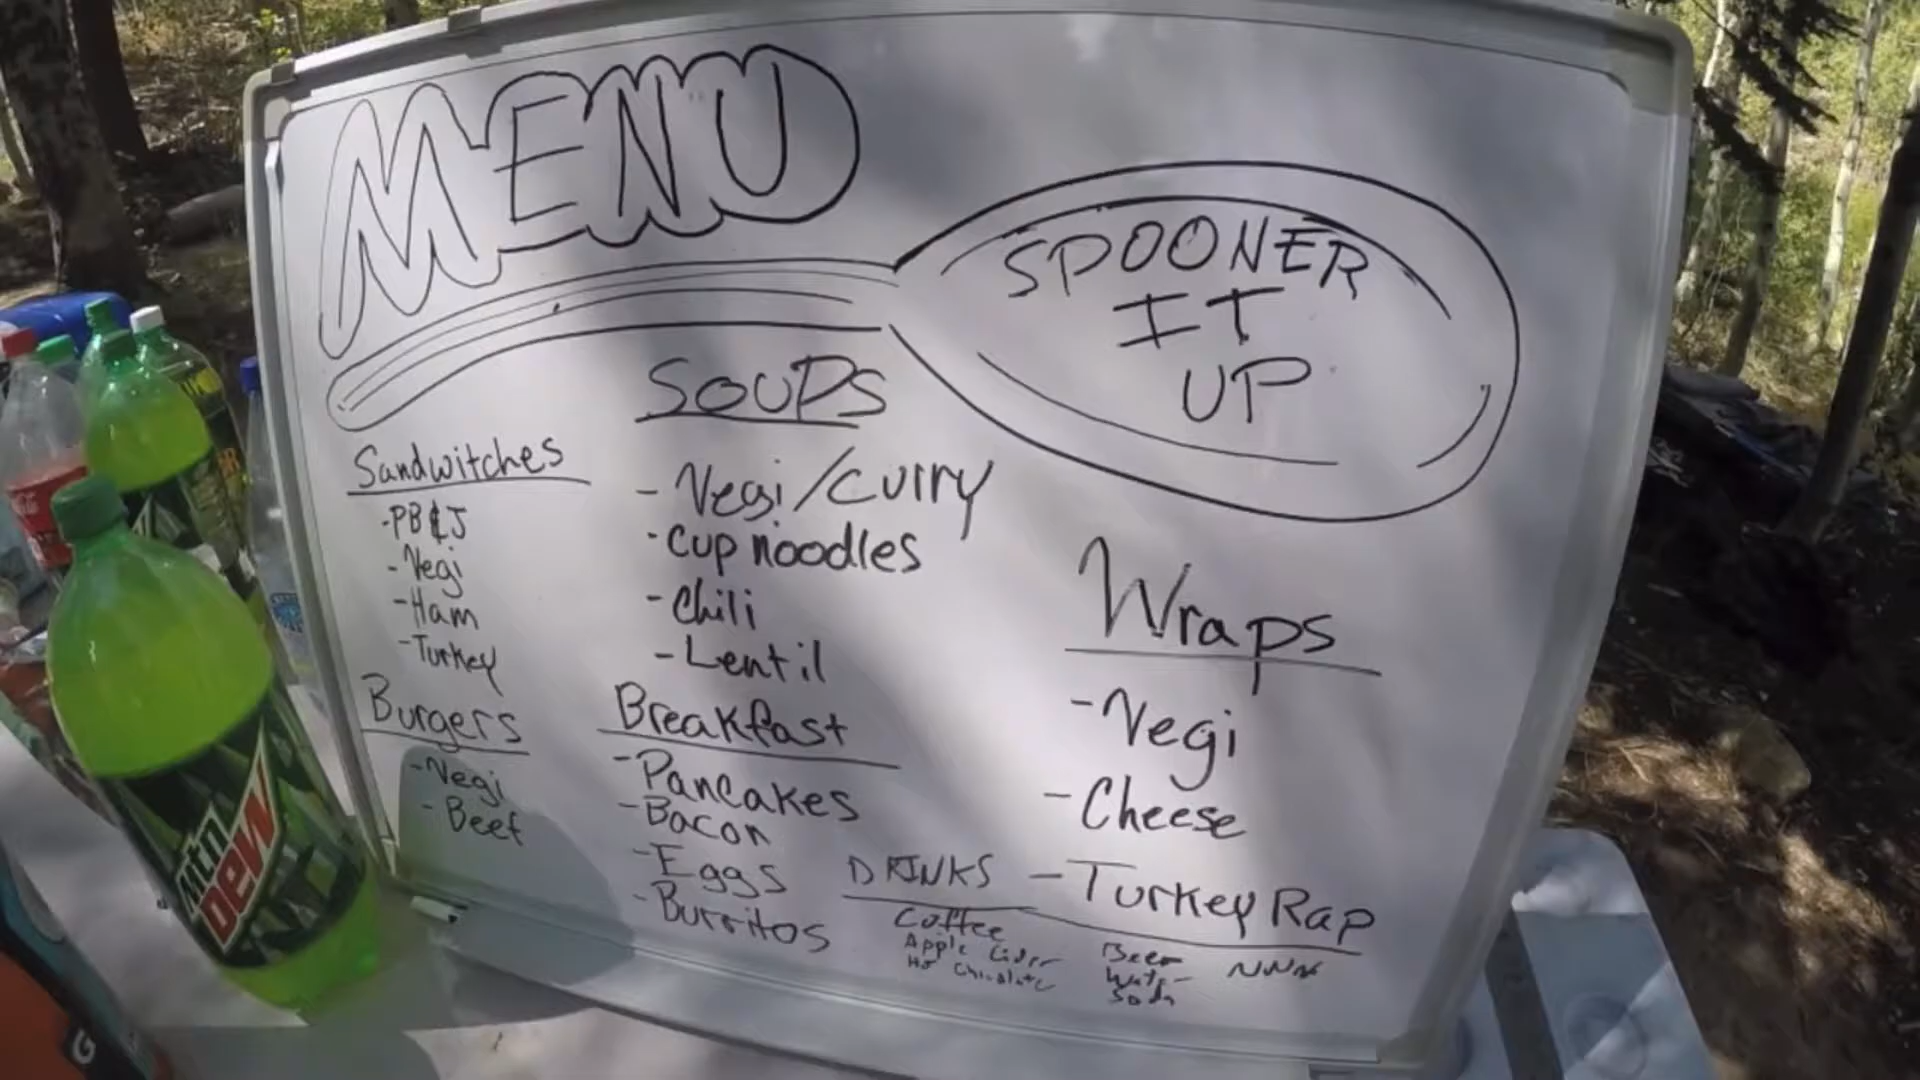 MENU
SPOONER
IT
UP
Sandwitches
-PB&J
-Vegi
-Ham
-Turkey
Burgers
-Vegi
-Beef
SOUPS
-Vegi/curry
-cup noodles
-Chili
-Lentil
Breakfast
-Pancakes
-Bacon
-Eggs
-Burritos
Wraps
-Vegi
-Cheese
-Turkey Rap
DRINKS
Coffee
Apple Cider
Beer
Water
Soda
Mtn
DEW
G